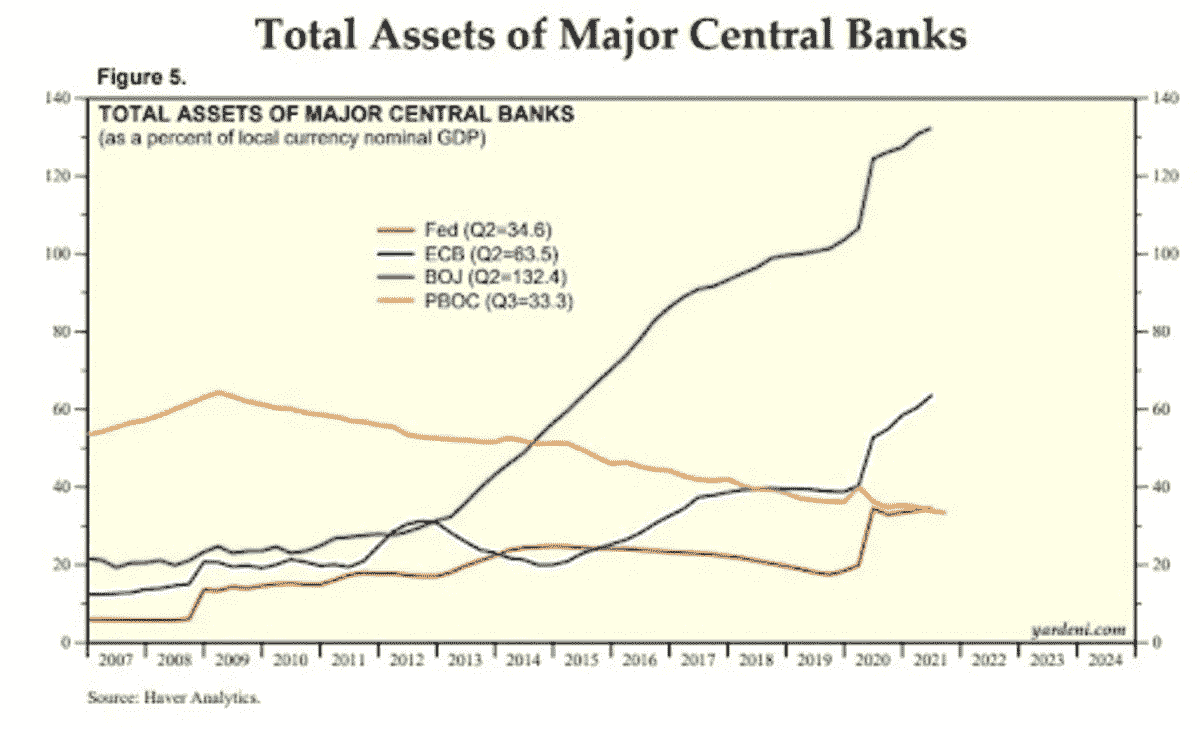 Total Assets of Major Central Banks
Figure 5.
TOTAL ASSETS OF MAJOR CENTRAL BANKS
(as a percent of local currency nominal GDP)
140 140
120 120
Fed (Q2=34.6)
ECB (Q2=63.5)
100 100
BOJ (Q2=132.4)
PBOC (Q3=33.3)
80 80
60 60
40 40
20 20
yardeni.com
0 0
2007 2008 2009 2010 2011 2012 2013 2014 2015 2016 2017 2018 2019 2020 2021 2022 2023 2024
Source: Haver Analytics.